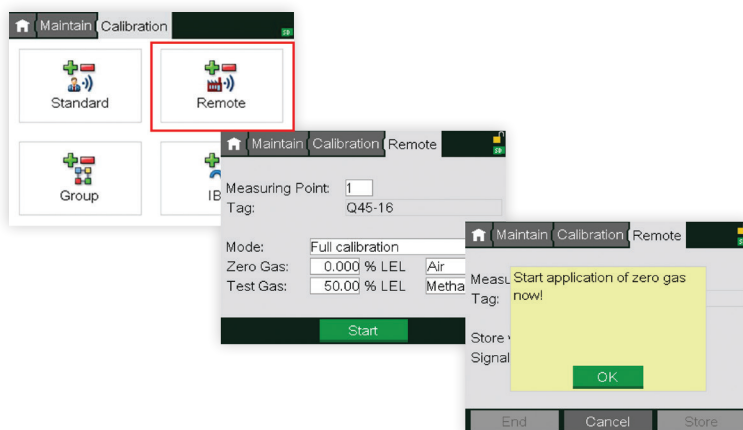 Maintain Calibration
Standard
Remote
Group
IB
Maintain Calibration Remote
Measuring Point: 1
Tag: Q45-16
Mode: Full calibration
Zero Gas: 0.000 % LEL Air
Test Gas: 50.00 % LEL Metha
Start
Maintain Calibration Remote
Measu
Tag:
Start application of zero gas
now!
Store
Signal
OK
End Cancel Store